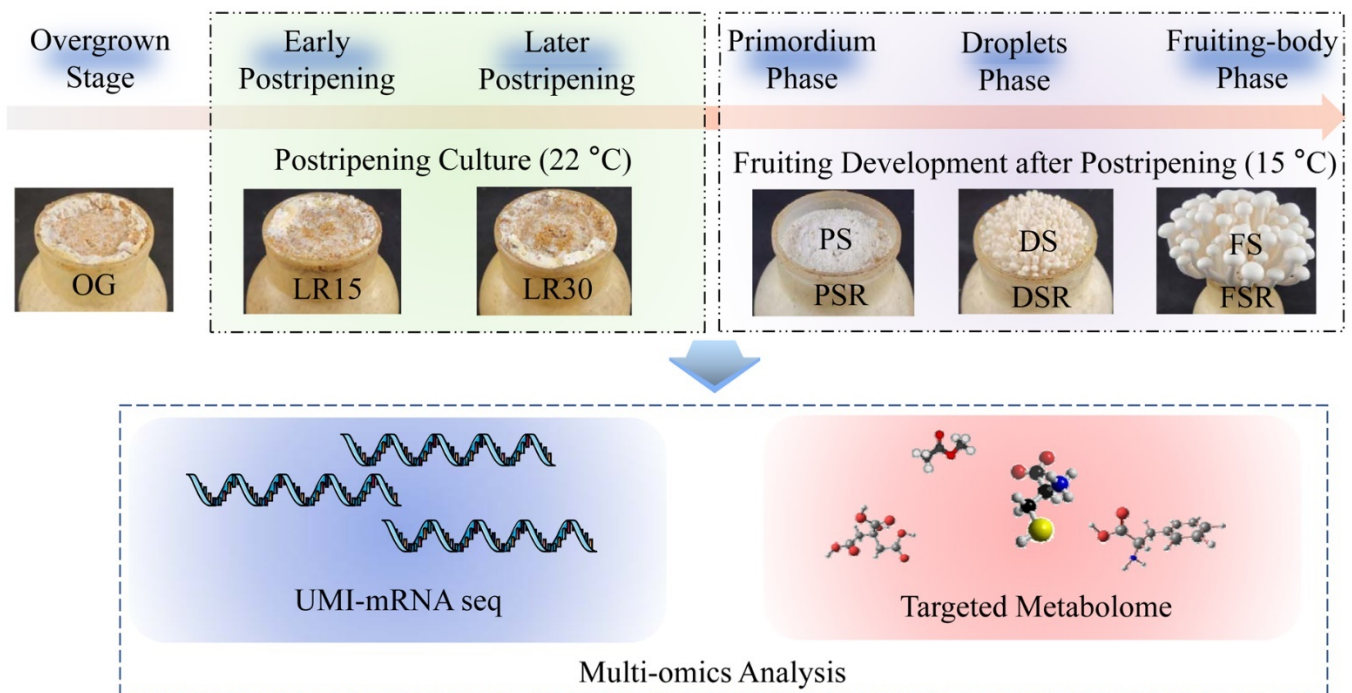 Overgrown
Stage
Early
Postripening
Later
Postripening
Primordium
Phase
Droplets
Phase
Fruiting-body
Phase
Postripening Culture (22 °C)
Fruiting Development after Postripening (15 °C)
OG
LR15
LR30
PS
PSR
DS
DSR
FS
FSR
UMI-mRNA seq
Targeted Metabolome
Multi-omics Analysis